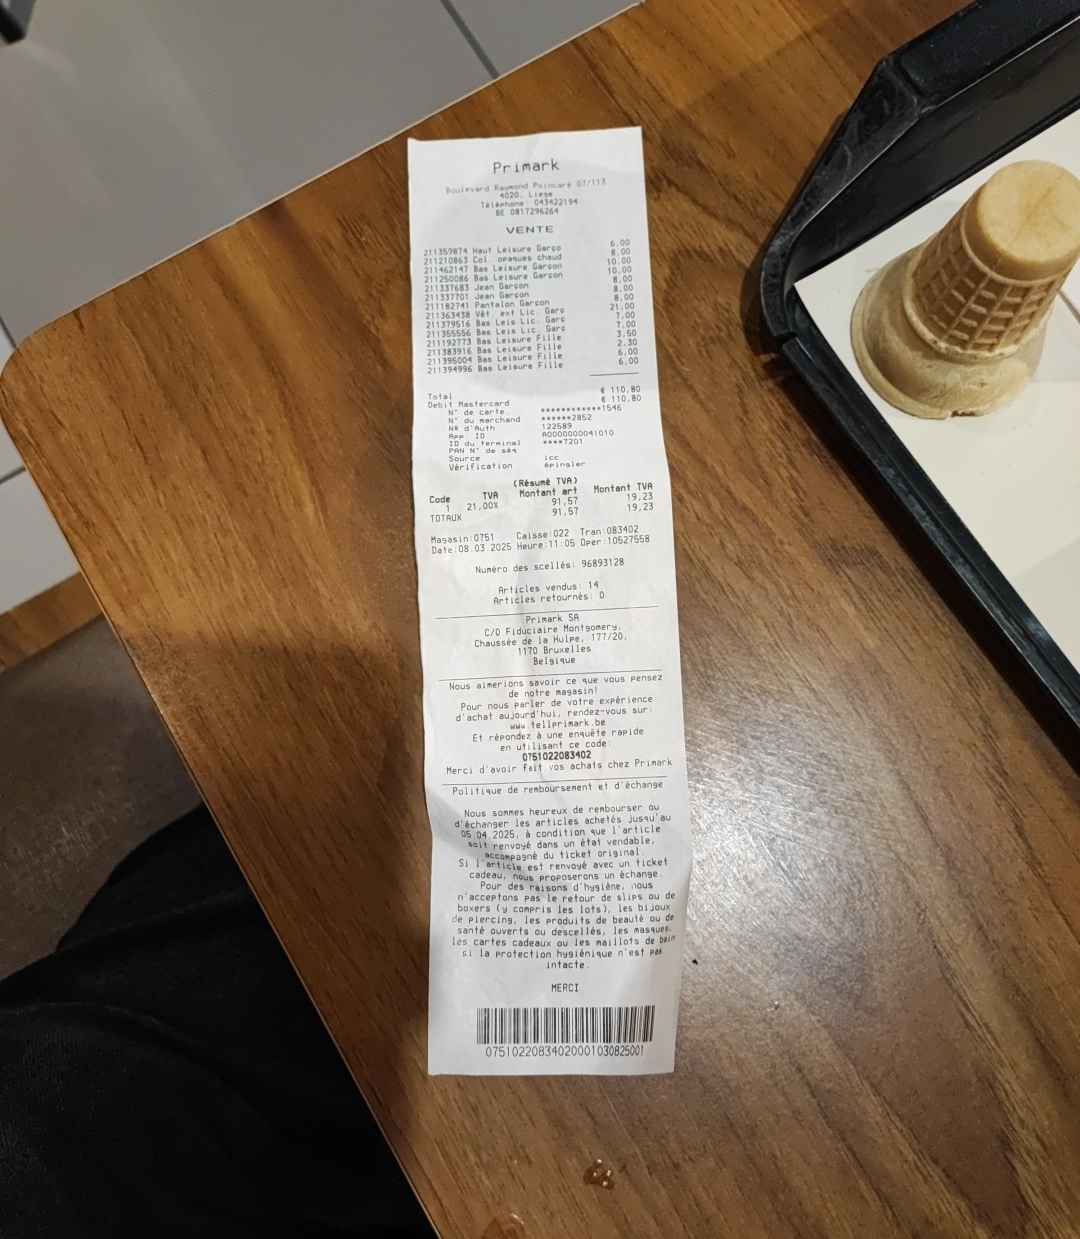 Primark
Boulevard Raymond Poincaré 07/113
4020, Liege
Téléphone: 043422194
BE 0817296264
VENTE
211359874 Haut Leisure Garco 6,00
211210863 Col. opaques chaud 8,00
211462147 Bas Leisure Garcon 10,00
211250086 Bas Leisure Garcon 10,00
211337683 Jean Garcon 8,00
211337701 Jean Garcon 8,00
211182741 Pantalon Garcon 8,00
211363438 Vêt. ext Lic. Garc 21,00
211379516 Bas Leis Lic. Garc 7,00
211355556 Bas Leis Lic. Garc 7,00
211192773 Bas Leisure Fille 3,50
211383916 Bas Leisure Fille 2,30
211395004 Bas Leisure Fille 6,00
211394996 Bas Leisure Fille 6,00
Total € 110,80
Debit Mastercard € 110,80
N° de carte ************1546
N° du marchand ******2852
Nº d'Auth 122589
App. ID A0000000041010
ID du terminal ****7201
PAN N° de séq
Source icc
Vérification épingler
(Résumé TVA)
Code TVA Montant art Montant TVA
1 21,00% 91,57 19,23
TOTAUX 91,57 19,23
Magasin:0751 Caisse:022 Tran:083402
Date:08.03.2025 Heure:11:05 Oper:10527558
Numéro des scellés: 96893128
Articles vendus: 14
Articles retournés: 0
Primark SA
C/O Fiduciaire Montgomery,
Chaussée de la Hulpe, 177/20,
1170 Bruxelles
Belgique
Nous aimerions savoir ce que vous pensez
de notre magasin!
Pour nous parler de votre expérience
d'achat aujourd'hui, rendez-vous sur:
www.tellprimark.be
Et répondez à une enquête rapide
en utilisant ce code:
0751022083402
Merci d'avoir fait vos achats chez Primark
Politique de remboursement et d'échange
Nous sommes heureux de rembourser ou
d'échanger les articles achetés jusqu'au
05.04.2025, à condition que l'article
soit renvoyé dans un état vendable,
accompagné du ticket original.
Si l'article est renvoyé avec un ticket
cadeau, nous proposerons un échange.
Pour des raisons d'hygiène, nous
n'acceptons pas le retour de slips ou de
boxers (y compris les lots), les bijoux
de piercing, les produits de beauté ou de
santé ouverts ou descellés, les masques,
les cartes cadeaux ou les maillots de bain
si la protection hygiénique n'est pas
intacte.
MERCI
07510220834020001030825001